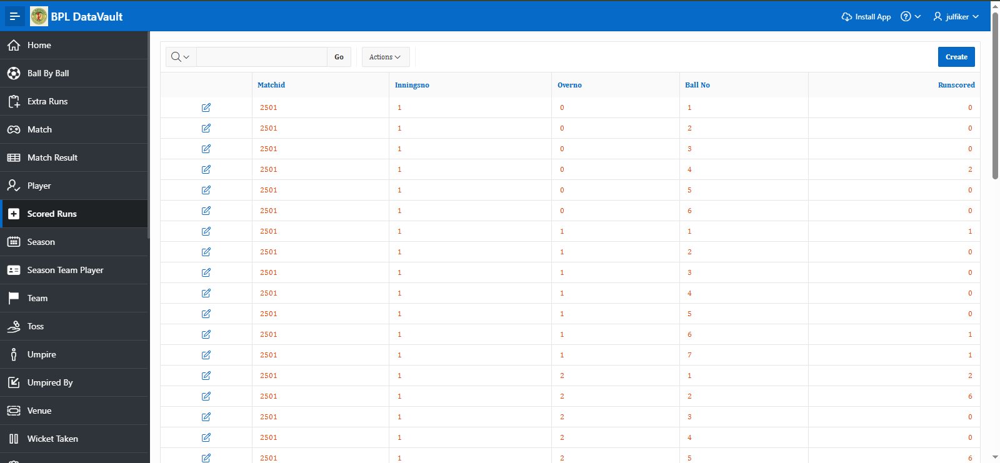 BPL DataVault
Install App
julfiker
Home
Ball By Ball
Extra Runs
Match
Match Result
Player
Scored Runs
Season
Season Team Player
Team
Toss
Umpire
Umpired By
Venue
Wicket Taken
Go
Actions
Create
Matchid Inningsno Overno Ball No Runscored
2501 1 0 1 0
2501 1 0 2 0
2501 1 0 3 0
2501 1 0 4 2
2501 1 0 5 0
2501 1 0 6 0
2501 1 1 1 1
2501 1 1 2 0
2501 1 1 3 0
2501 1 1 4 0
2501 1 1 5 0
2501 1 1 6 1
2501 1 1 7 1
2501 1 2 1 2
2501 1 2 2 6
2501 1 2 3 0
2501 1 2 4 0
2501 1 2 5 6